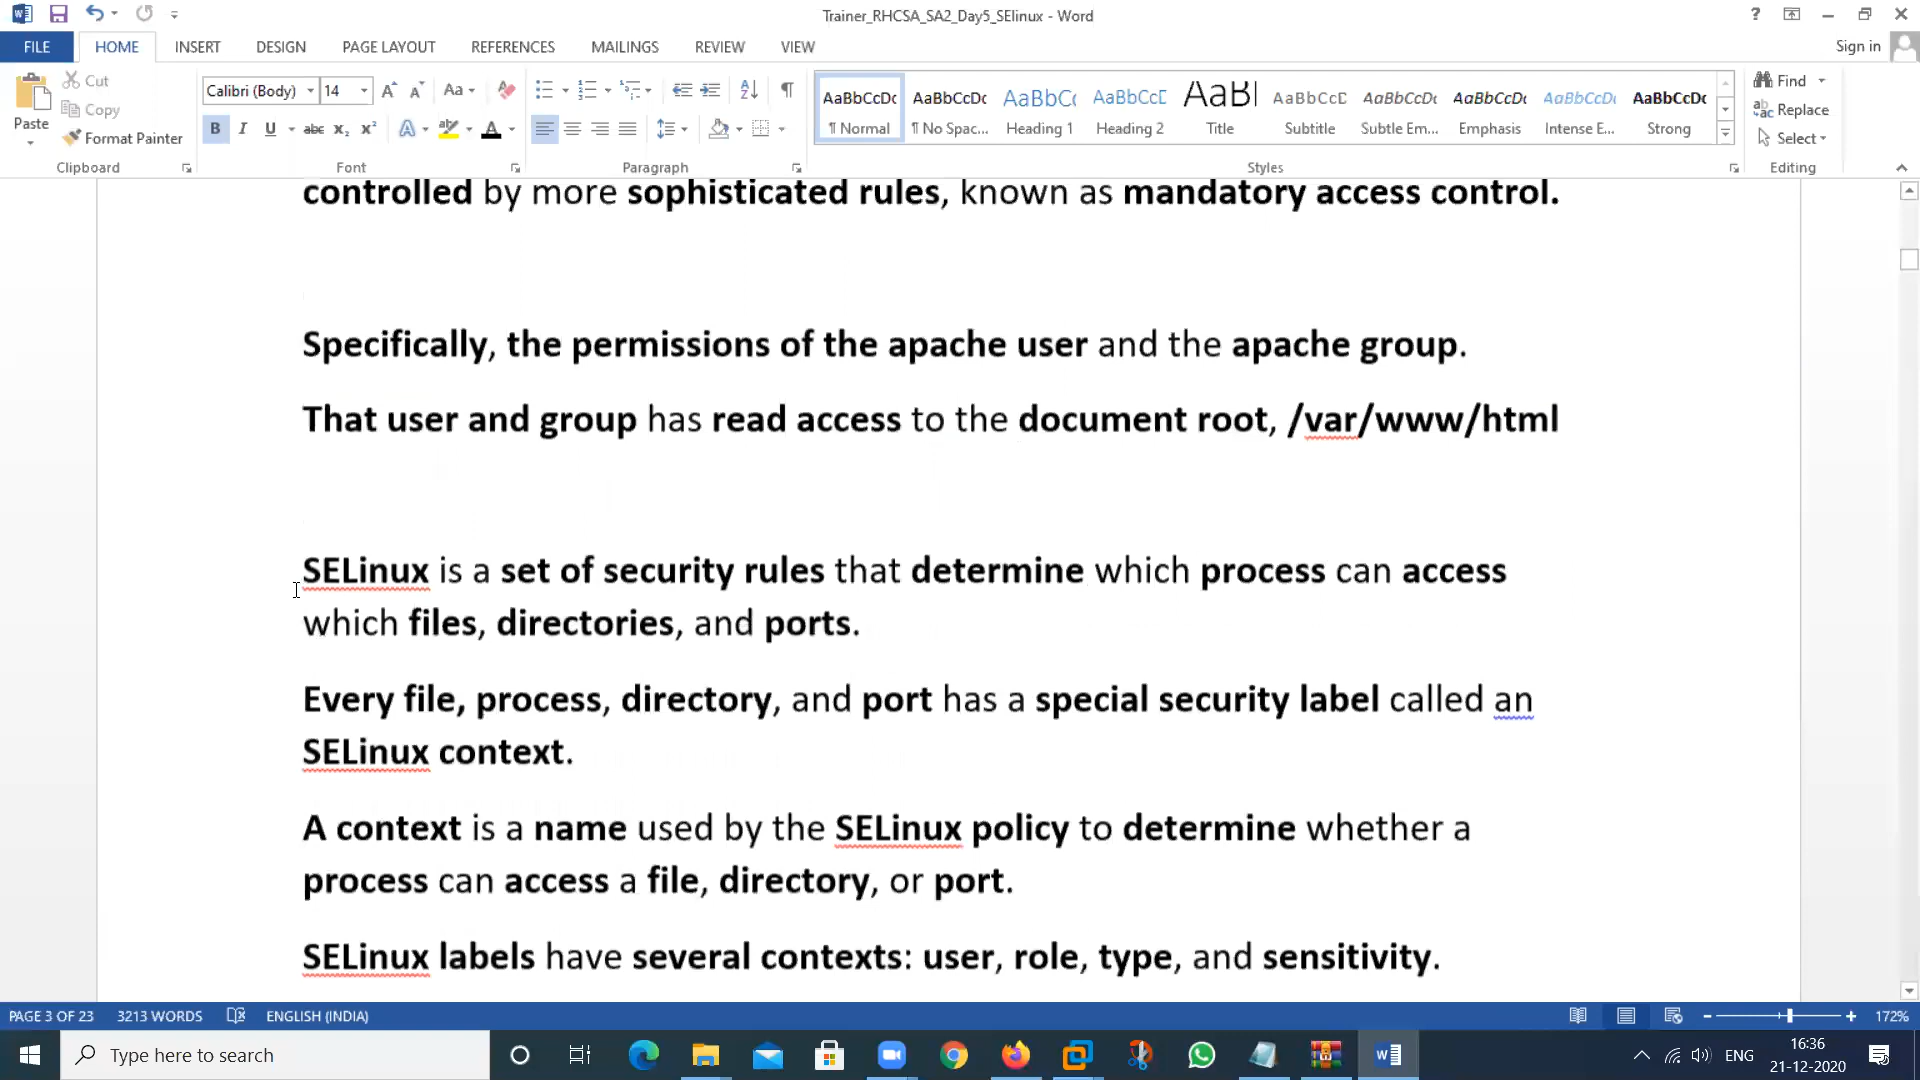 Trainer_RHCSA_SA2_Day5_SElinux - Word
?
FILE HOME INSERT DESIGN PAGE LAYOUT REFERENCES MAILINGS REVIEW VIEW Sign in
Paste Cut Copy Format Painter
Calibri (Body) 14 Aa
B I U abc x₂ x² A A
AaBbCcDc AaBbCcDc AaBbCc AaBbCcD AaBl AaBbCcD AaBbCcDc AaBbCcDc AaBbCcDc AaBbCcDc
¶ Normal ¶ No Spac... Heading 1 Heading 2 Title Subtitle Subtle Em... Emphasis Intense E... Strong
Find
Replace
Select
Clipboard Font Paragraph Styles Editing
controlled by more sophisticated rules, known as mandatory access control.
Specifically, the permissions of the apache user and the apache group.
That user and group has read access to the document root, /var/www/html
SELinux is a set of security rules that determine which process can access
which files, directories, and ports.
Every file, process, directory, and port has a special security label called an
SELinux context.
A context is a name used by the SELinux policy to determine whether a
process can access a file, directory, or port.
SELinux labels have several contexts: user, role, type, and sensitivity.
PAGE 3 OF 23 3213 WORDS ENGLISH (INDIA) 172%
Type here to search ENG 16:36
21-12-2020